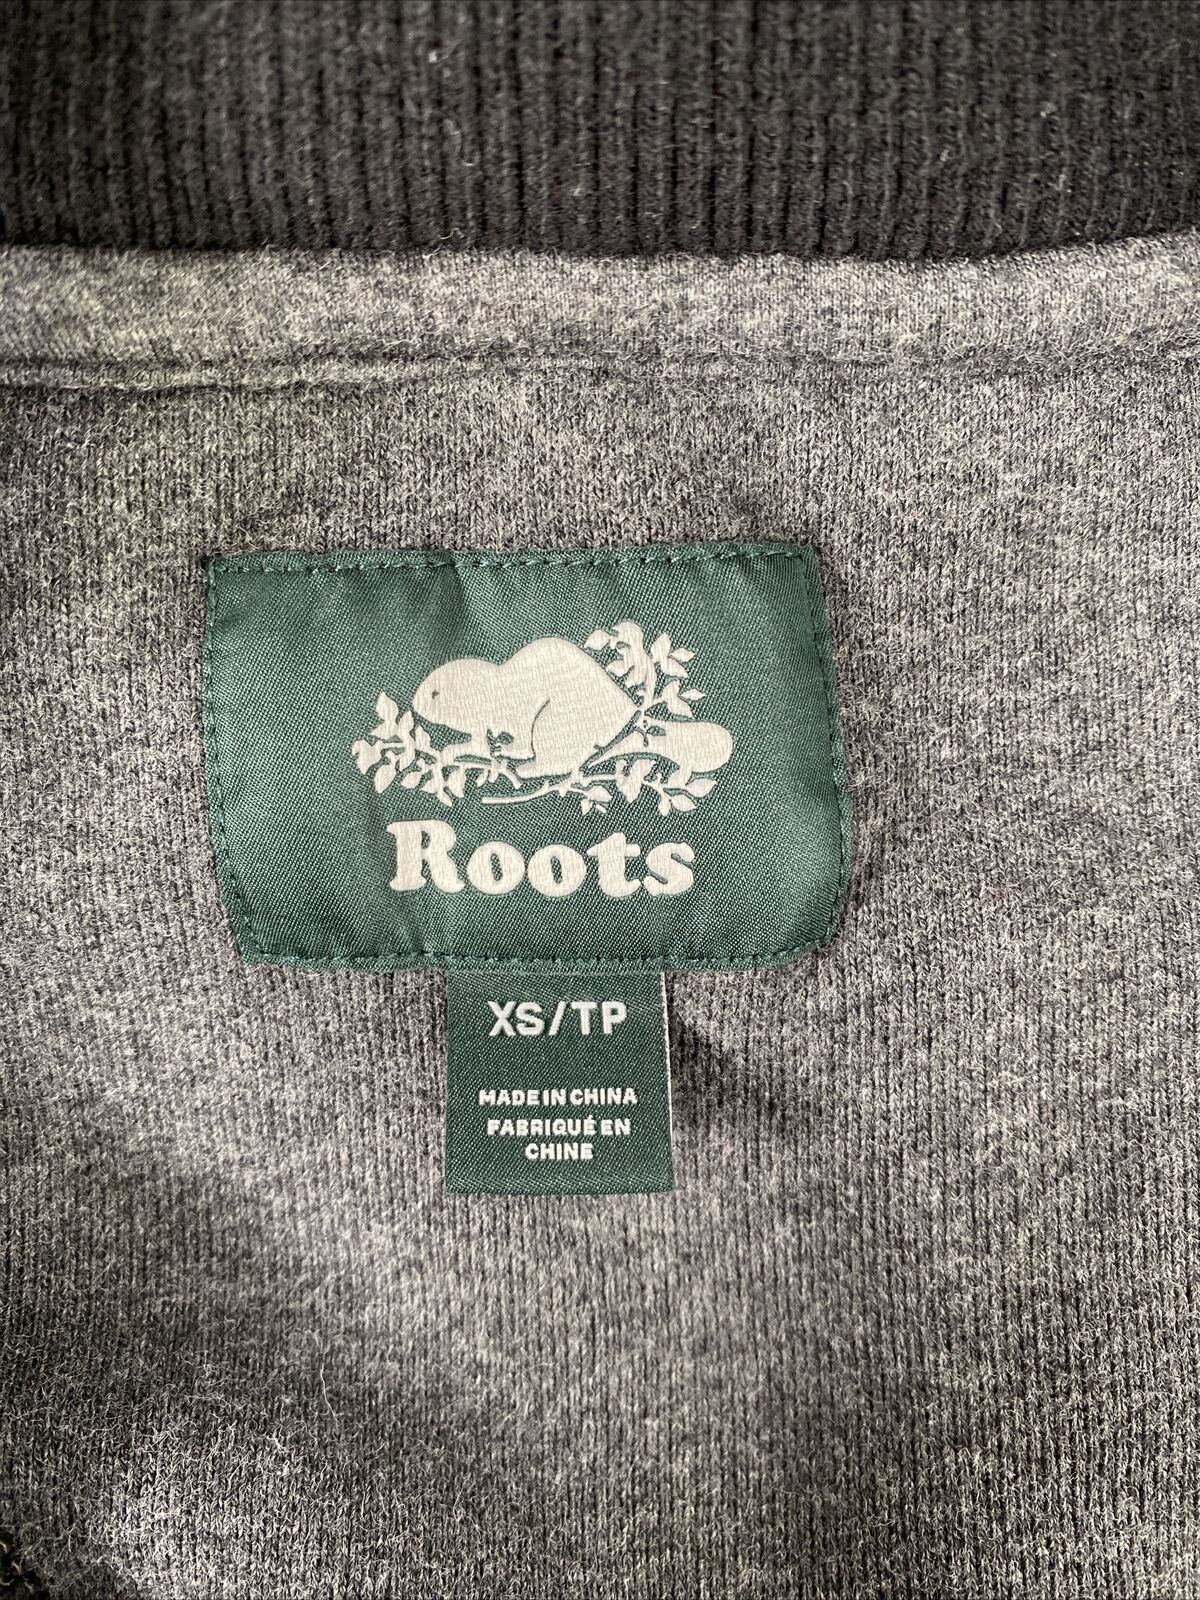 Roots
XS/TP
MADE IN CHINA
FABRIQUÉ EN
CHINE